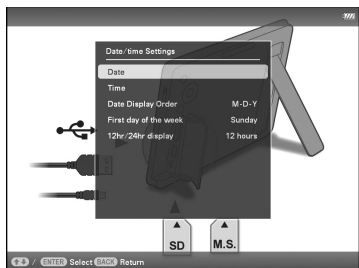 Date/time Settings
Date
Time
Date Display Order M-D-Y
First day of the week Sunday
12hr/24hr display 12 hours
SD M.S.
/ ENTER Select BACK Return